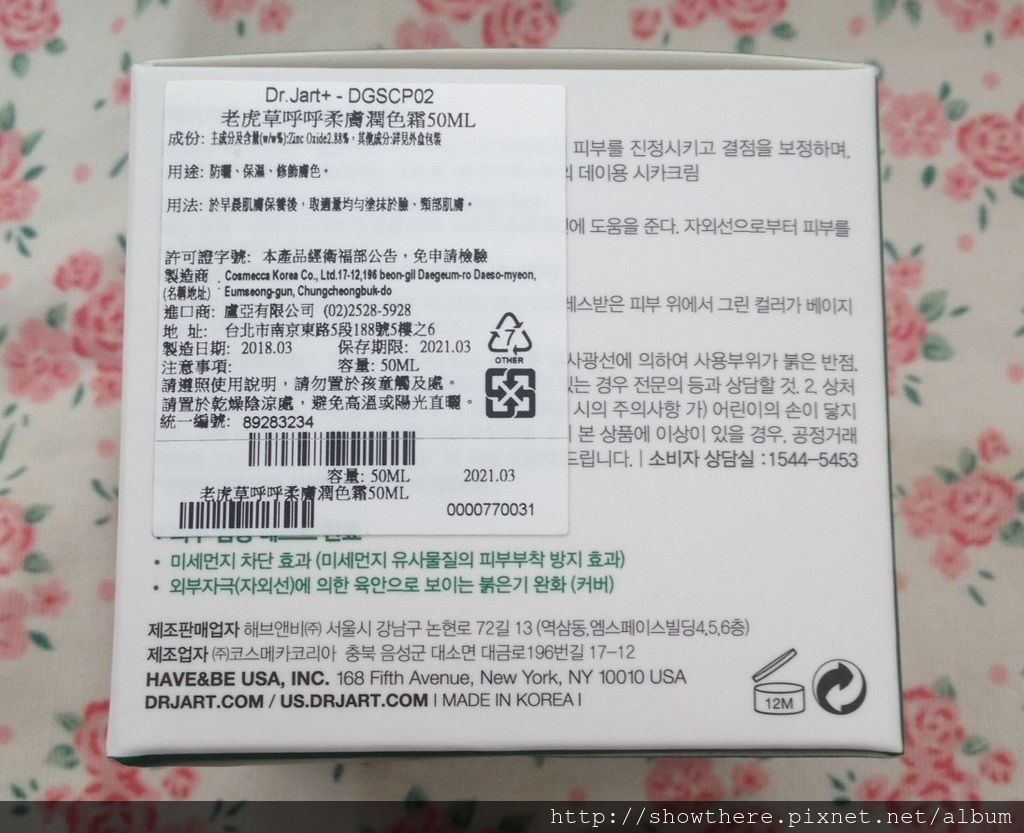 Dr.Jart+ - DGSCP02
老虎草呼呼柔膚潤色霜50ML
成份: 主成分及含量(w/w%):Zinc Oxide2.88%，其他成分:詳見外盒包裝
用途: 防曬、保濕、修飾膚色。
用法: 於早晨肌膚保養後，取適量均勻塗抹於臉、頸部肌膚。
許可證字號: 本產品經衛福部公告，免申請檢驗
製造商 : Cosmecca Korea Co., Ltd.17-12,196 beon-gil Daegeum-ro Daeso-myeon,
(名稱地址) Eumseong-gun, Chungcheongbuk-do
進口商: 盧亞有限公司 (02)2528-5928
地 址: 台北市南京東路5段188號5樓之6
製造日期: 2018.03 保存期限: 2021.03
注意事項: 容量: 50ML
請遵照使用說明，請勿置於孩童觸及處。
請置於乾燥陰涼處，避免高溫或陽光直曬。
統一編號: 89283234
7
OTHER
容量: 50ML 2021.03
老虎草呼呼柔膚潤色霜50ML
0000770031
피부를 진정시키고 결점을 보정하며,
데이용 시카크림
에 도움을 준다. 자외선으로부터 피부를
레스받은 피부 위에서 그린 컬러가 베이지
사광선에 의하여 사용부위가 붉은 반점,
있는 경우 전문의 등과 상담할 것. 2. 상처
시의 주의사항 가) 어린이의 손이 닿지
본 상품에 이상이 있을 경우, 공정거래
드립니다. | 소비자 상담실 : 1544-5453
• 미세먼지 차단 효과 (미세먼지 유사물질의 피부부착 방지 효과)
• 외부자극(자외선)에 의한 육안으로 보이는 붉은기 완화 (커버)
제조판매업자 해브앤비㈜ 서울시 강남구 논현로 72길 13 (역삼동,엠스페이스빌딩4,5,6층)
제조업자 ㈜코스메카코리아 충북 음성군 대소면 대금로196번길 17-12
HAVE&BE USA, INC. 168 Fifth Avenue, New York, NY 10010 USA
DRJART.COM / US.DRJART.COM | MADE IN KOREA |
12M
http://showthere.pixnet.net/album